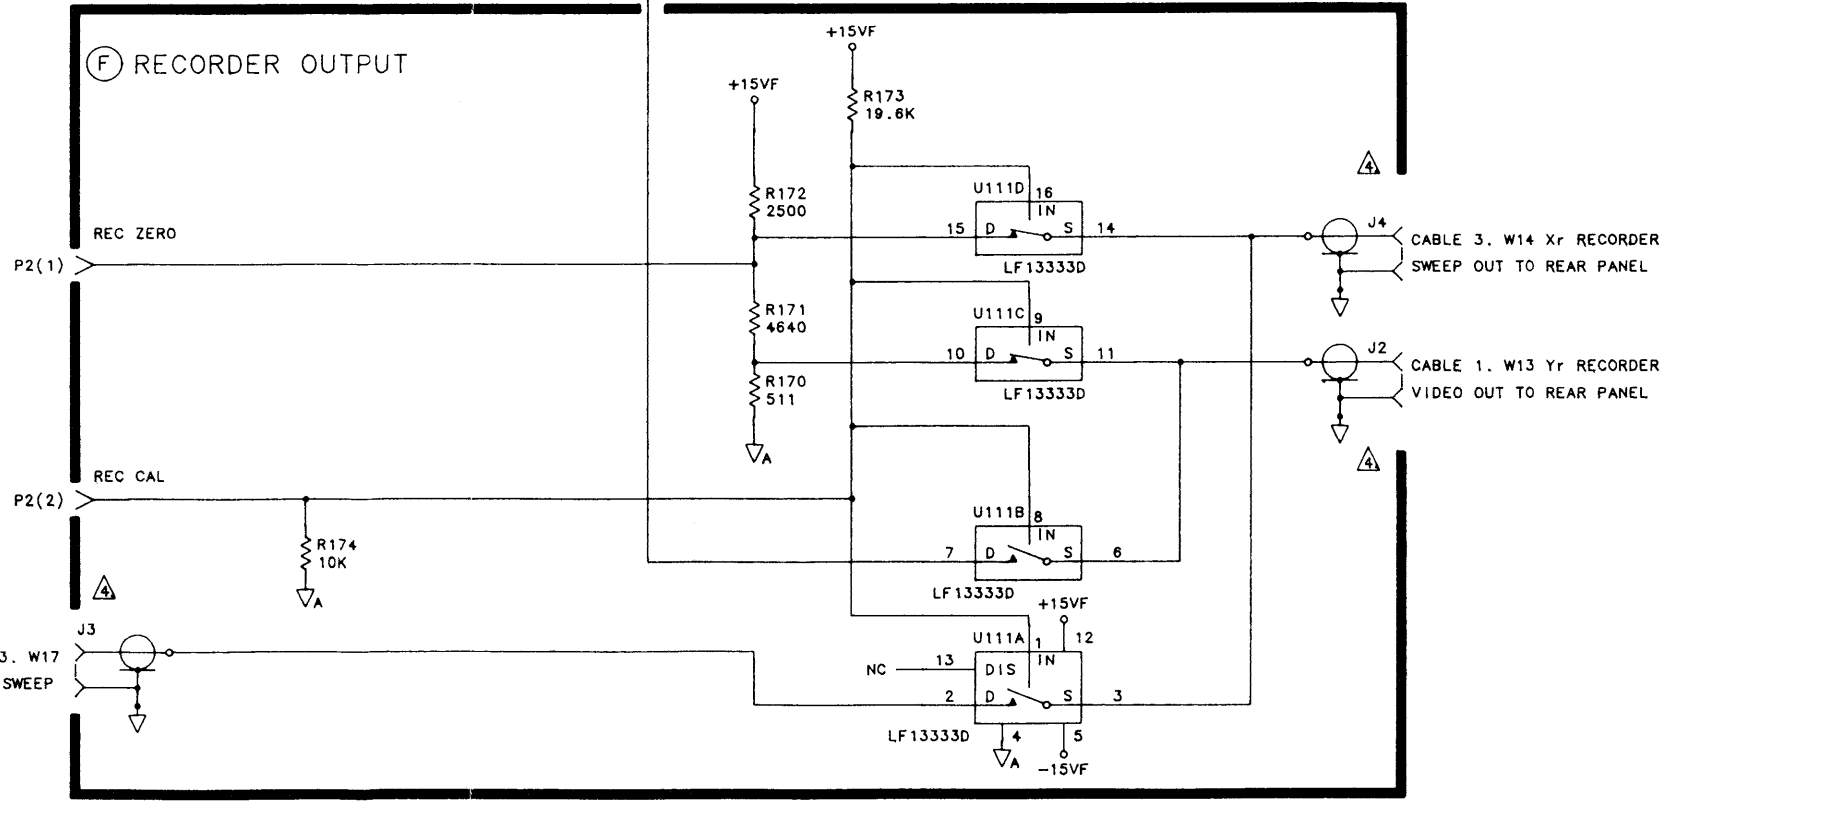 F RECORDER OUTPUT
+15VF
+15VF
R173
19.6K
R172
2500
U111D
16
IN
15
D
S
14
LF13333D
4
J4
CABLE 3. W14 Xr RECORDER
SWEEP OUT TO REAR PANEL
REC ZERO
P2(1)
R171
4640
U111C
9
IN
10
D
S
11
LF13333D
J2
CABLE 1. W13 Yr RECORDER
VIDEO OUT TO REAR PANEL
R170
511
A
4
REC CAL
P2(2)
R174
10K
A
4
U111B
8
IN
7
D
S
6
LF13333D
+15VF
J3
3. W17
SWEEP
U111A
1
IN
12
NC
13
DIS
2
D
S
3
LF13333D
4
A
5
-15VF